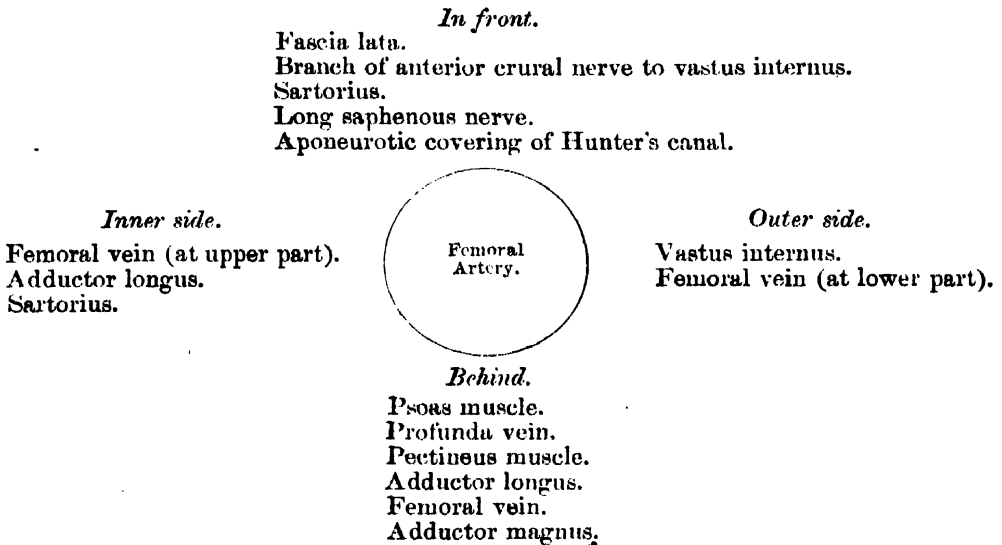 In front.
Fascia lata.
Branch of anterior crural nerve to vastus internus.
Sartorius.
Long saphenous nerve.
Aponeurotic covering of Hunter's canal.
Inner side.
Femoral vein (at upper part).
Adductor longus.
Sartorius.
Femoral
Artery.
Outer side.
Vastus internus.
Femoral vein (at lower part).
Behind.
Psoas muscle.
Profunda vein.
Pectineus muscle.
Adductor longus.
Femoral vein.
Adductor magnus.